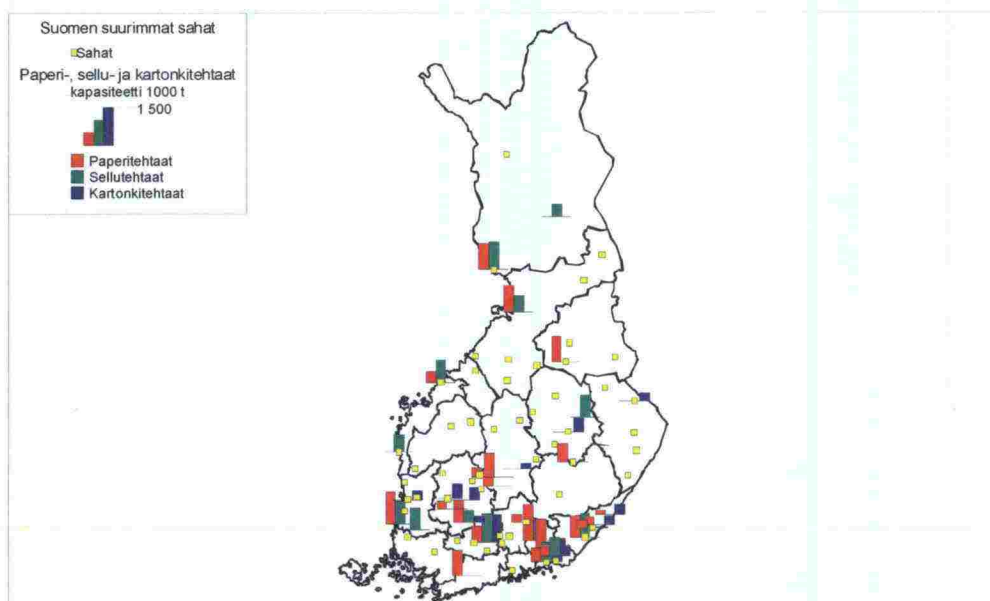 Suomen suurimmat sahat
Sahat
Paperi-, sellu- ja kartonkitehtaat
kapasiteetti 1000 t
1 500
Paperitehtaat
Sellutehtaat
Kartonkitehtaat